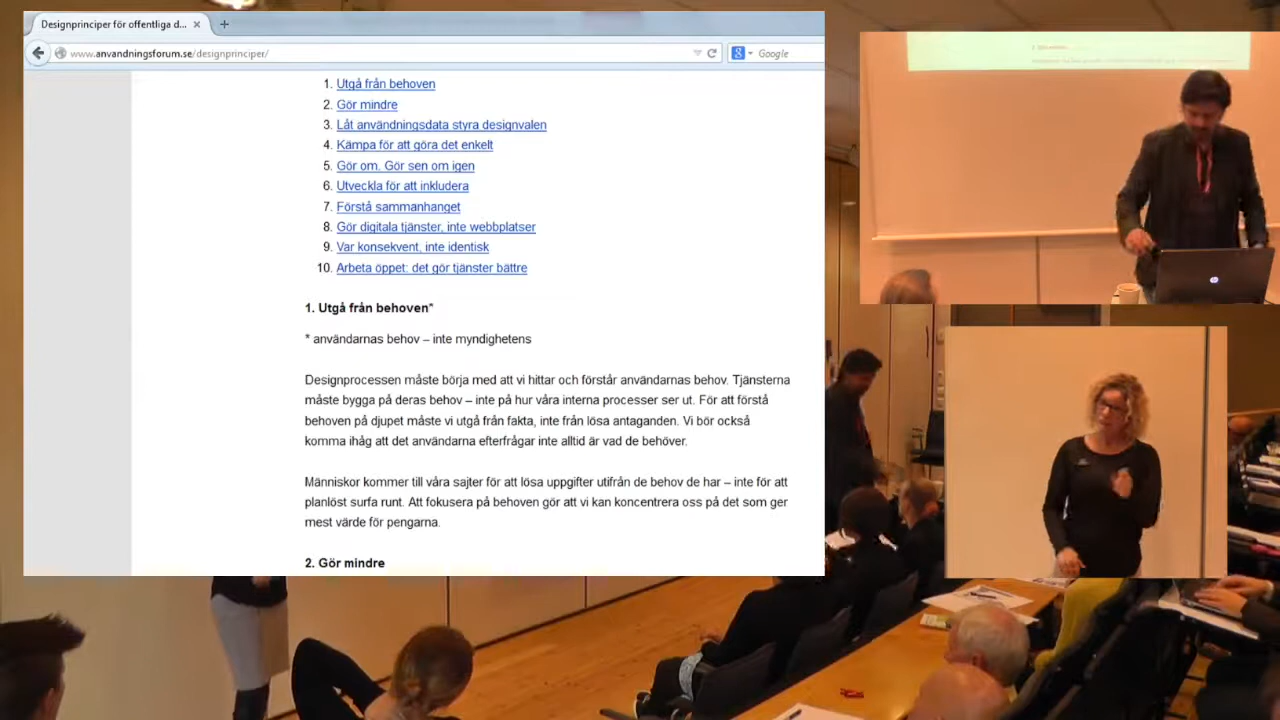 Designprinciper för offentliga d...
www.anvandningsforum.se/designprinciper/
Google
1. Utgå från behoven
2. Gör mindre
3. Låt användningsdata styra designvalen
4. Kämpa för att göra det enkelt
5. Gör om. Gör sen om igen
6. Utveckla för att inkludera
7. Förstå sammanhanget
8. Gör digitala tjänster, inte webbplatser
9. Var konsekvent, inte identisk
10. Arbeta öppet: det gör tjänster bättre
1. Utgå från behoven*
* användarnas behov – inte myndighetens
Designprocessen måste börja med att vi hittar och förstår användarnas behov. Tjänsterna
måste bygga på deras behov – inte på hur våra interna processer ser ut. För att förstå
behoven på djupet måste vi utgå från fakta, inte från lösa antaganden. Vi bör också
komma ihåg att det användarna efterfrågar inte alltid är vad de behöver.
Människor kommer till våra sajter för att lösa uppgifter utifrån de behov de har – inte för att
planlöst surfa runt. Att fokusera på behoven gör att vi kan koncentrera oss på det som ger
mest värde för pengarna.
2. Gör mindre